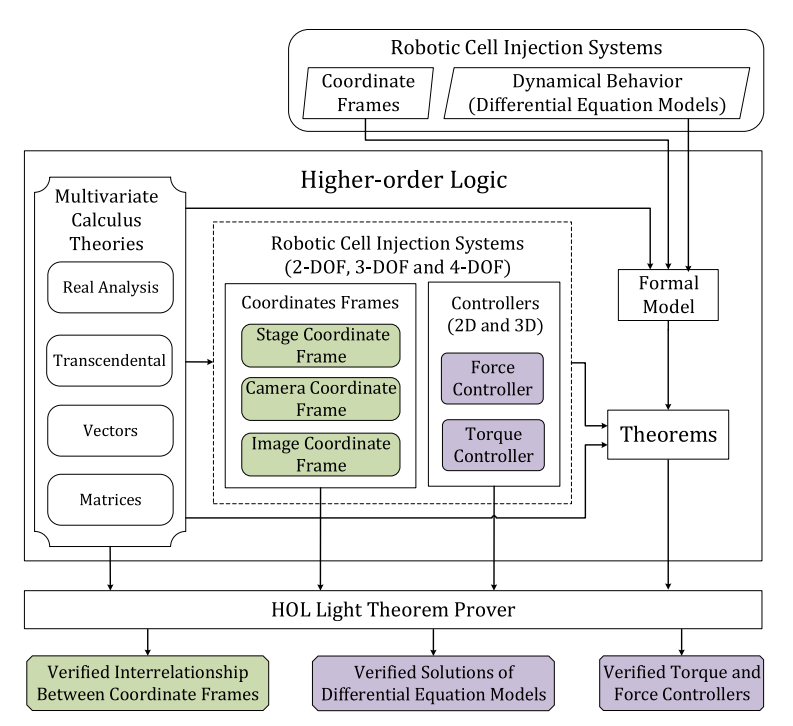 Robotic Cell Injection Systems
Coordinate
Frames
Dynamical Behavior
(Differential Equation Models)
Higher-order Logic
Multivariate
Calculus
Theories
Real Analysis
Transcendental
Vectors
Matrices
Robotic Cell Injection Systems
(2-DOF, 3-DOF and 4-DOF)
Coordinates Frames
Stage Coordinate
Frame
Camera Coordinate
Frame
Image Coordinate
Frame
Controllers
(2D and 3D)
Force
Controller
Torque
Controller
Formal
Model
Theorems
HOL Light Theorem Prover
Verified Interrelationship
Between Coordinate Frames
Verified Solutions of
Differential Equation Models
Verified Torque and
Force Controllers